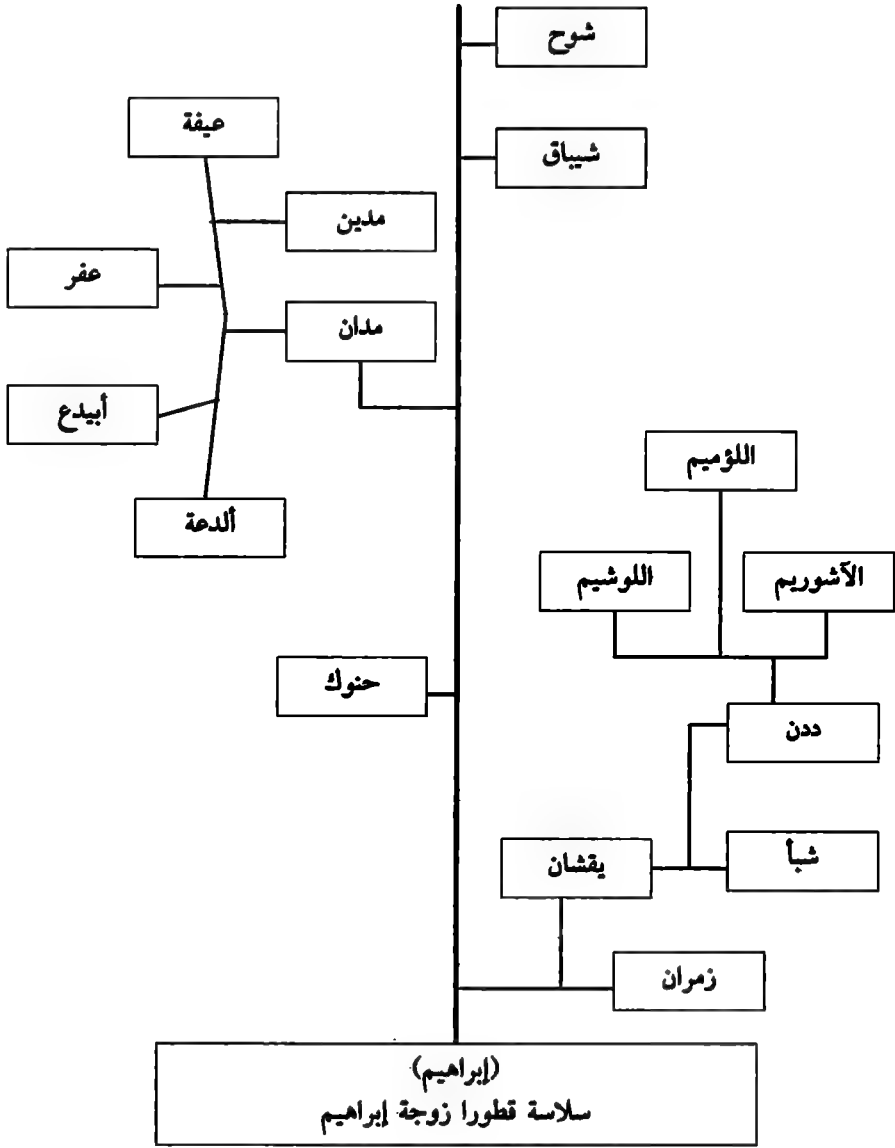 شوح
عيفة
شيباق
مدين
عفر
مدان
أبيدع
اللؤميم
ألدعة
الآشوريم
اللوشيم
حنوك
ددن
شبأ
يقشان
زمران
(إبراهيم)
سلاسة قطورا زوجة إبراهيم